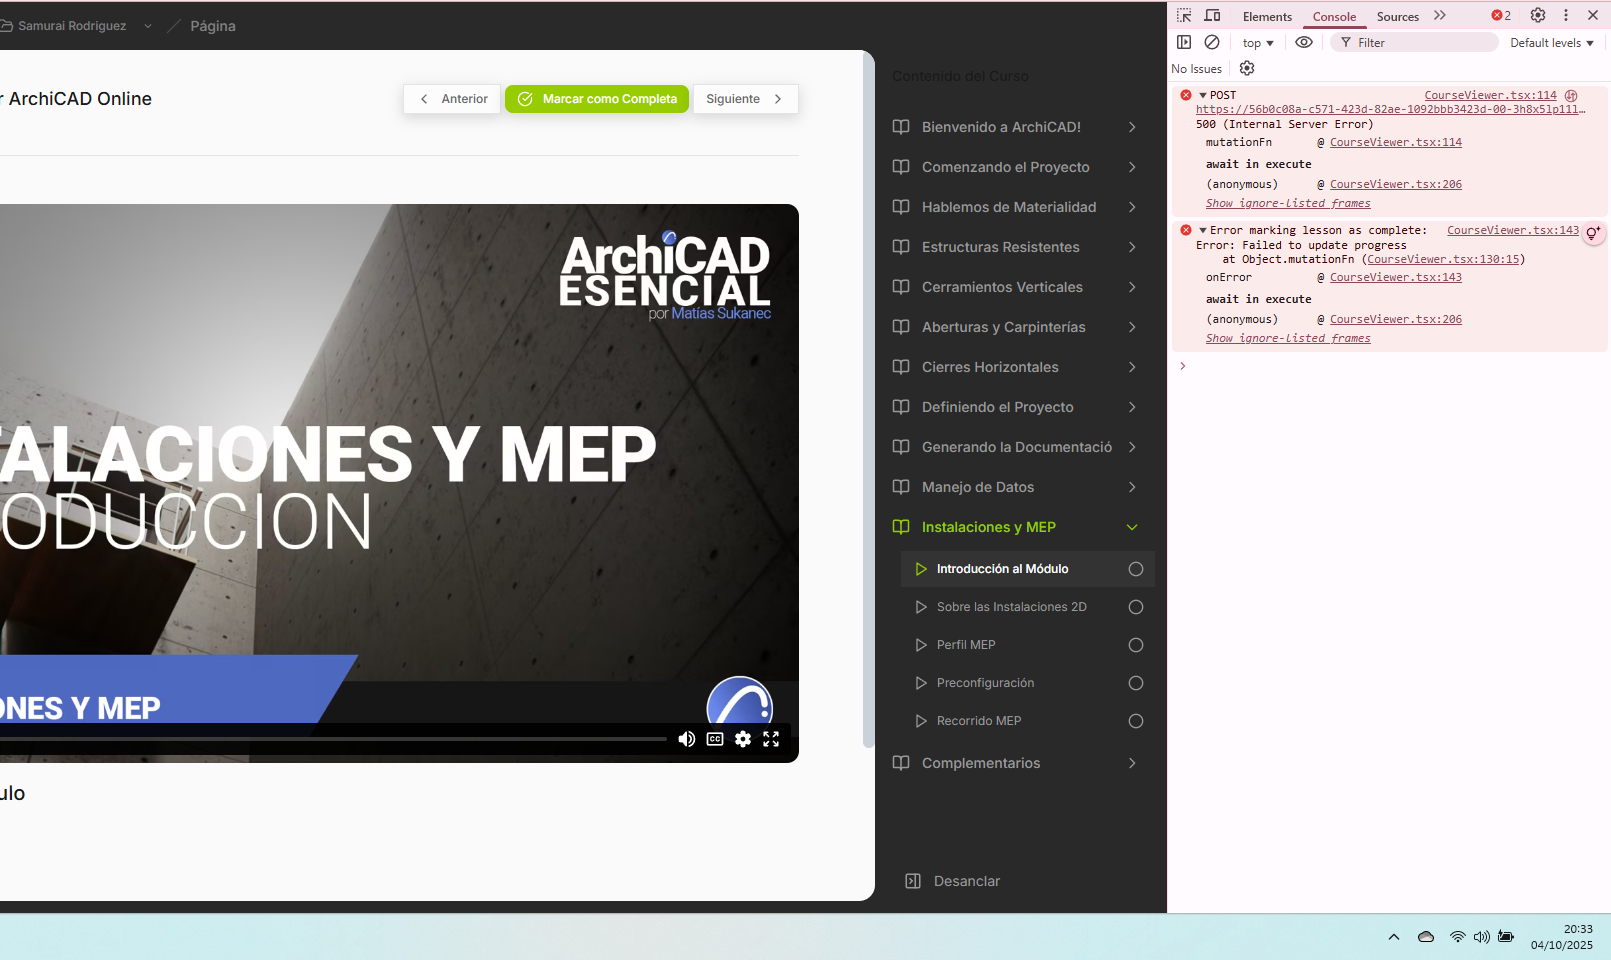 Samurai Rodriguez
Página
r ArchiCAD Online
Anterior
Marcar como Completa
Siguiente
ArchiCAD
ESENCIAL
por Matías Sukanec
TALACIONES Y MEP
ODUCCION
ONES Y MEP
CC
ulo
Contenido del Curso
Bienvenido a ArchiCAD!
Comenzando el Proyecto
Hablemos de Materialidad
Estructuras Resistentes
Cerramientos Verticales
Aberturas y Carpinterías
Cierres Horizontales
Definiendo el Proyecto
Generando la Documentació
Manejo de Datos
Instalaciones y MEP
Introducción al Módulo
Sobre las Instalaciones 2D
Perfil MEP
Preconfiguración
Recorrido MEP
Complementarios
Desanclar
Elements Console Sources 2
top Filter Default levels
No Issues
POST CourseViewer.tsx:114
https://56b0c08a-c571-423d-82ae-1092bbb3423d-00-3h8x5lp11l…
500 (Internal Server Error)
mutationFn @ CourseViewer.tsx:114
await in execute
(anonymous) @ CourseViewer.tsx:206
Show ignore-listed frames
Error marking lesson as complete: CourseViewer.tsx:143
Error: Failed to update progress
at Object.mutationFn (CourseViewer.tsx:130:15)
onError @ CourseViewer.tsx:143
await in execute
(anonymous) @ CourseViewer.tsx:206
Show ignore-listed frames
20:33
04/10/2025